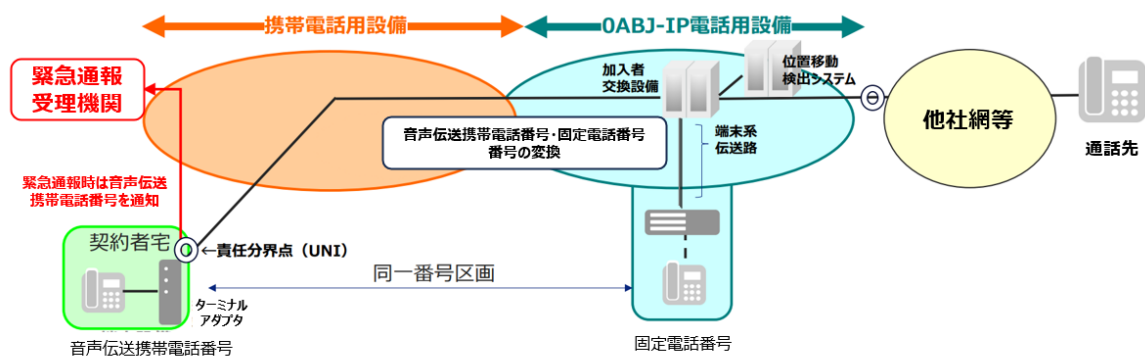 携帯電話用設備
0ABJ-IP電話用設備
緊急通報
受理機関
加入者
交換設備
位置移動
検出システム
他社網等
通話先
音声伝送携帯電話番号・固定電話番号
番号の変換
端末系
伝送路
緊急通報時は音声伝送
携帯電話番号を通知
契約者宅
←責任分界点(UNI)
同一番号区画
ターミナル
アダプタ
音声伝送携帯電話番号
固定電話番号